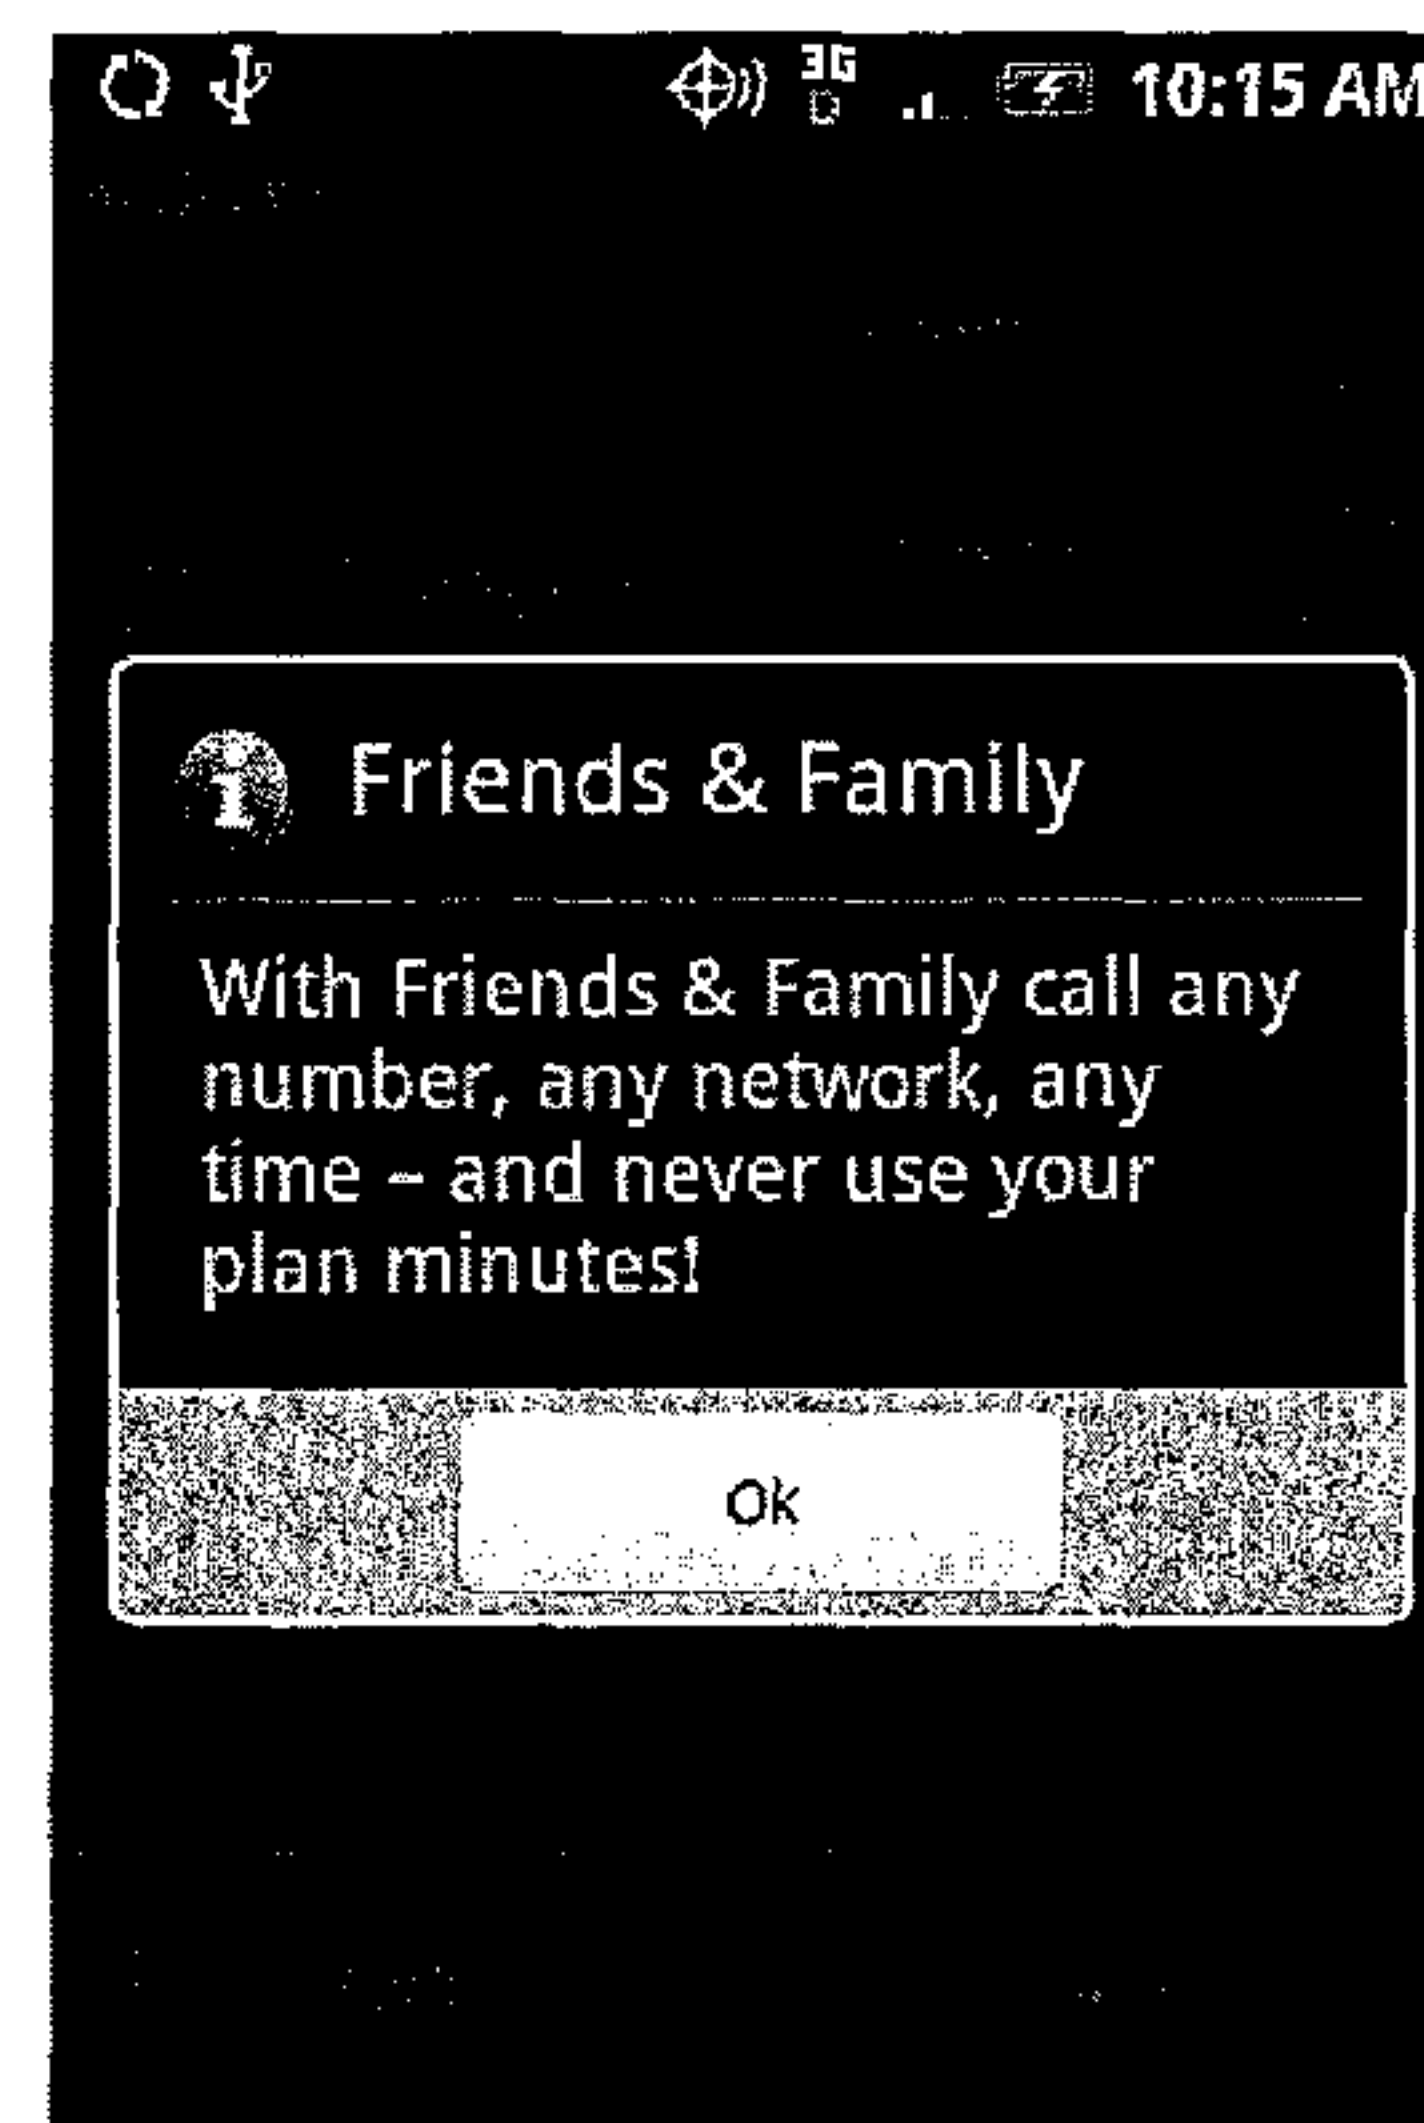 3G
10:15 AM
Friends & Family
With Friends & Family call any
number, any network, any
time – and never use your
plan minutes!
Ok